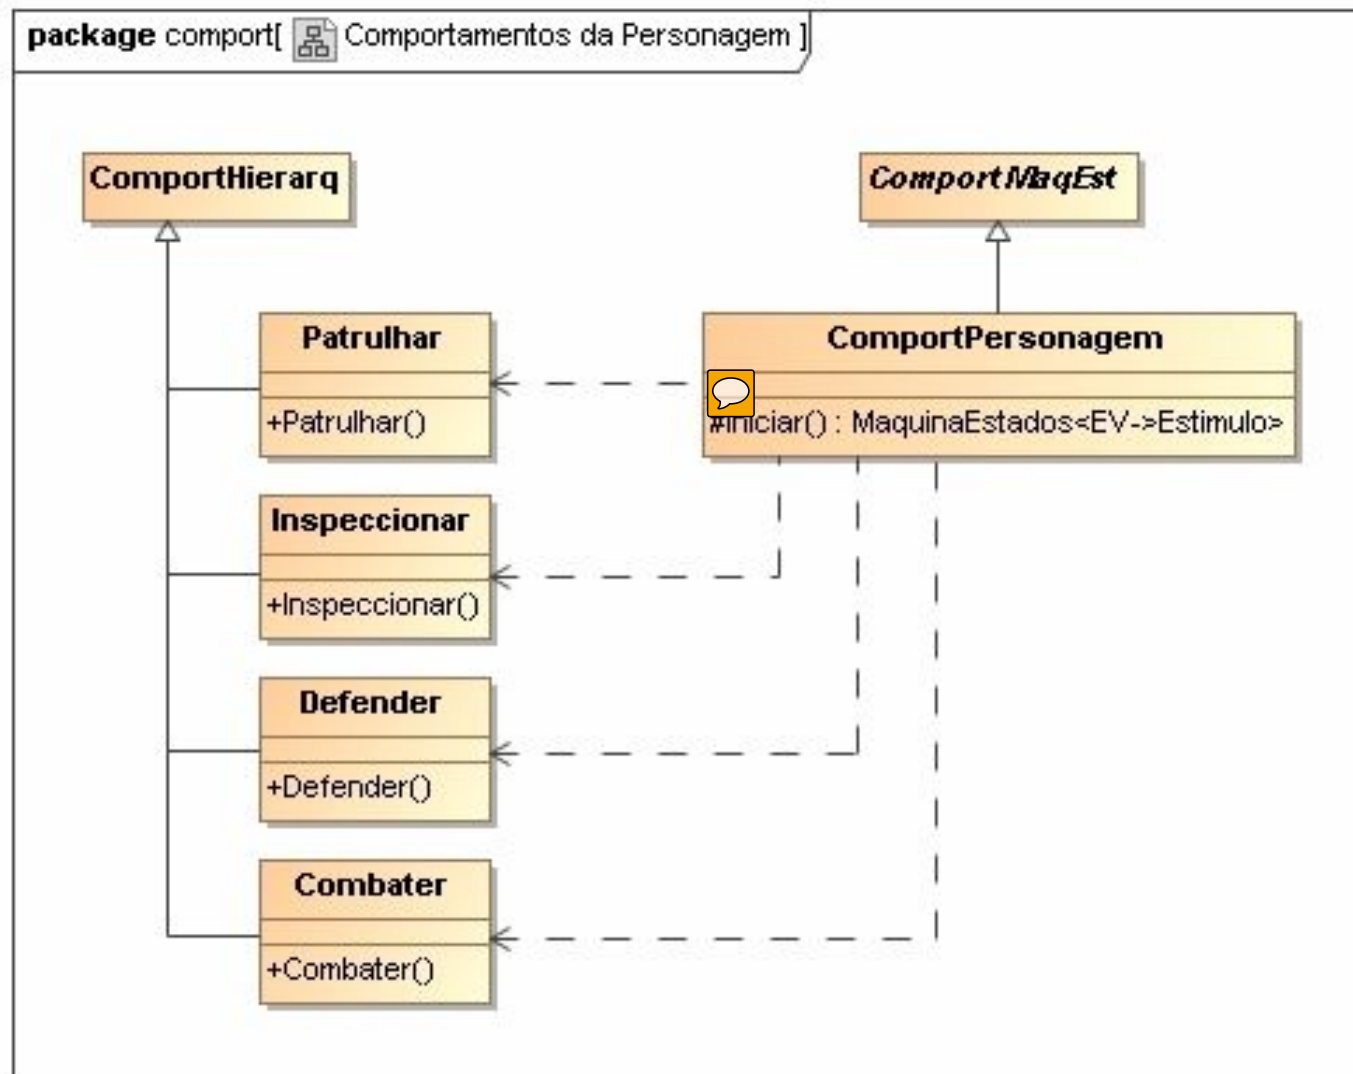 package comport[ Comportamentos da Personagem ]
ComportHierarq
ComportMaqEst
Patrulhar
+Patrulhar()
ComportPersonagem
#iniciar() : MaquinaEstados<EV->Estimulo>
Inspeccionar
+Inspeccionar()
Defender
+Defender()
Combater
+Combater()